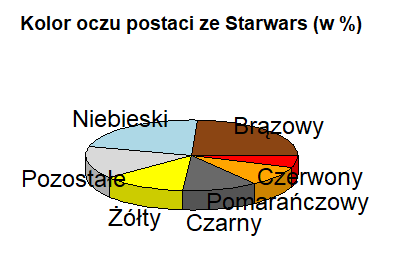 Kolor oczu postaci ze Starwars (w %)
Niebieski
Brązowy
Pozostałe
Czerwony
Pomarańczowy
Żółty
Czarny